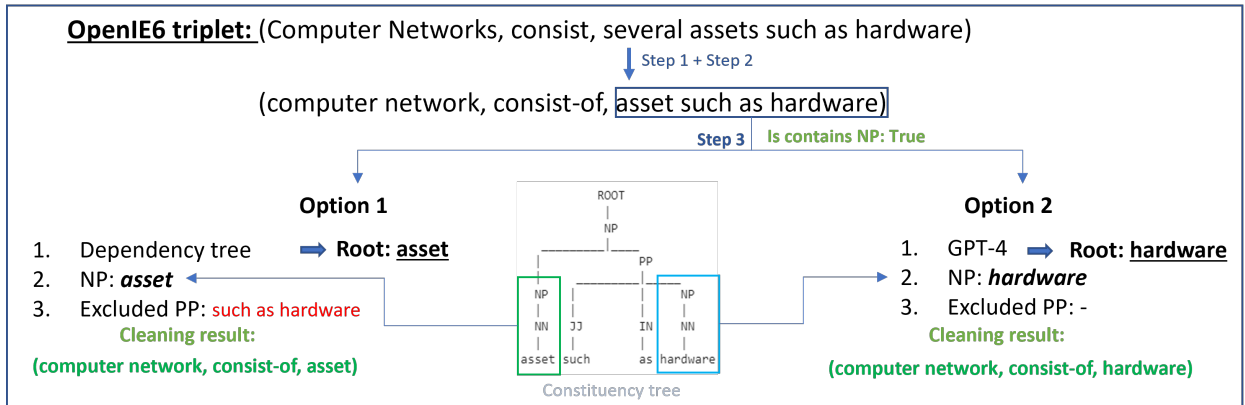 OpenIE6 triplet: (Computer Networks, consist, several assets such as hardware)
Step 1 + Step 2
(computer network, consist-of, asset such as hardware)
Step 3
Is contains NP: True
Option 1
1. Dependency tree
Root: asset
2. NP: asset
3. Excluded PP: such as hardware
Cleaning result:
(computer network, consist-of, asset)
ROOT
NP
PP
NP
NP
NN JJ IN NN
asset such as hardware
Constituency tree
Option 2
1. GPT-4
Root: hardware
2. NP: hardware
3. Excluded PP: -
Cleaning result:
(computer network, consist-of, hardware)